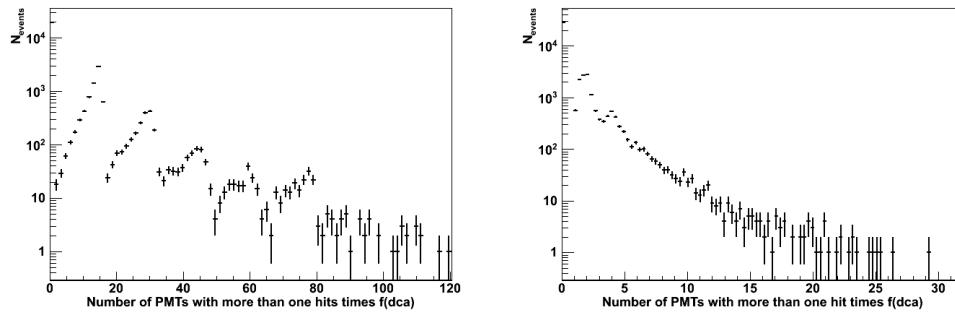 N_events
10^4
10^3
10^2
10
1
0 20 40 60 80 100 120
Number of PMTs with more than one hits times f(dca)
N_events
10^4
10^3
10^2
10
1
0 5 10 15 20 25 30
Number of PMTs with more than one hit times f(dca)